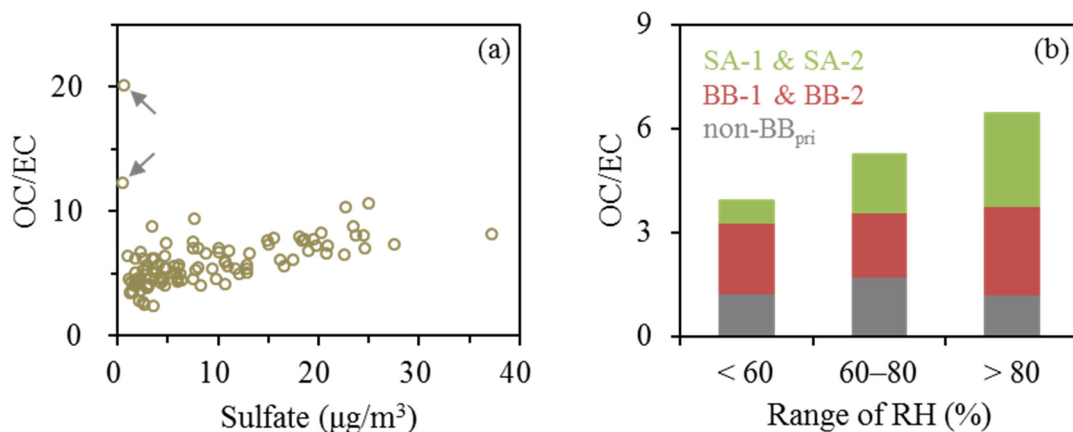 (a)
OC/EC
20
10
0
0 10 20 30 40
Sulfate (μg/m³)
(b)
OC/EC
9
6
3
0
SA-1 & SA-2
BB-1 & BB-2
non-BBpri
< 60 60–80 > 80
Range of RH (%)